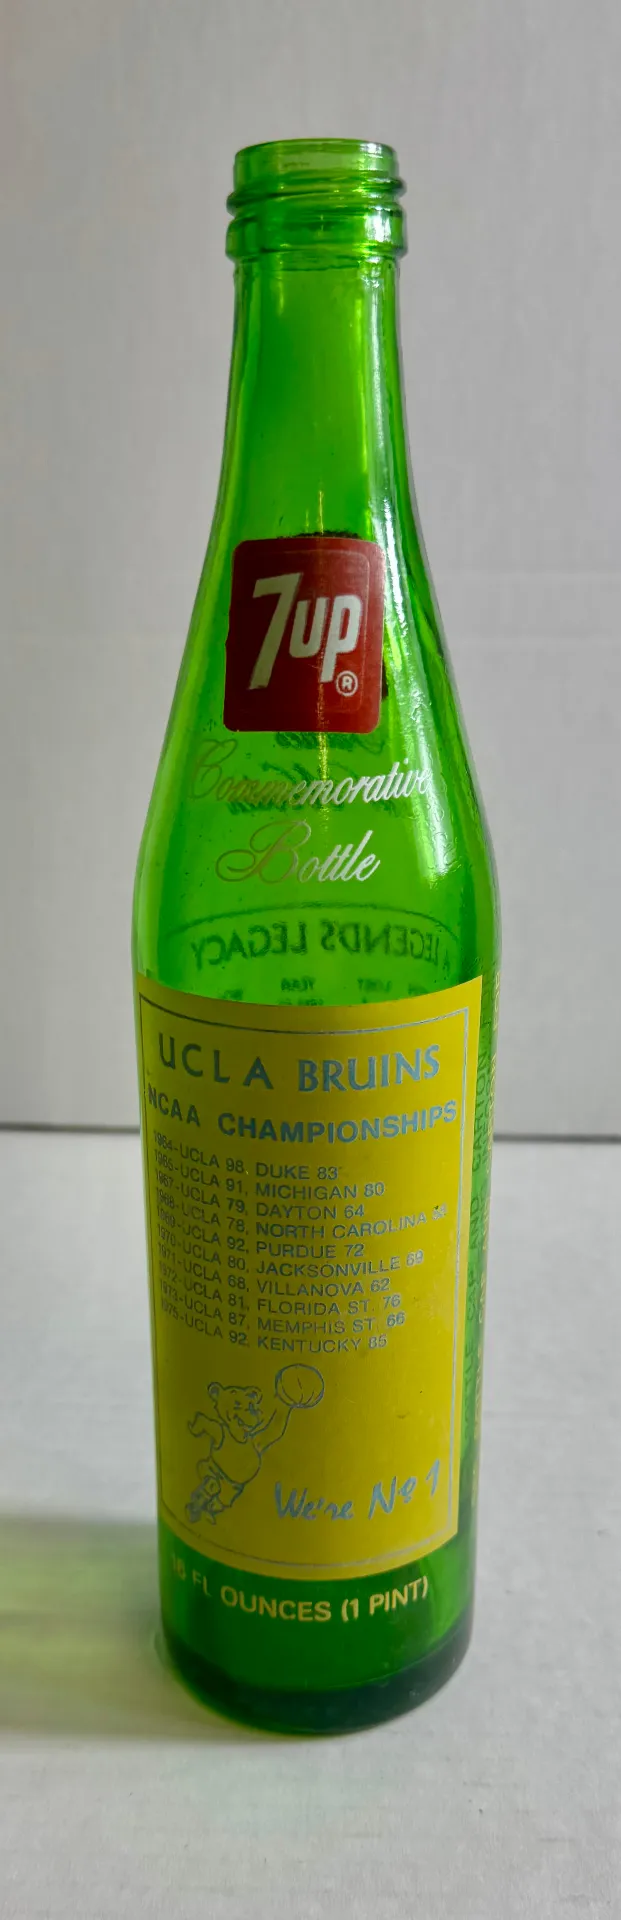 7up®
Commemorative
Bottle
A LEGEND'S LEGACY
LOST YEAR
UCLA BRUINS
NCAA CHAMPIONSHIPS
1964-UCLA 98, DUKE 83
1965-UCLA 91, MICHIGAN 80
1967-UCLA 79, DAYTON 64
1968-UCLA 78, NORTH CAROLINA
1969-UCLA 92, PURDUE 72
1970-UCLA 80, JACKSONVILLE 69
1971-UCLA 68, VILLANOVA 62
1972-UCLA 81, FLORIDA ST. 76
1973-UCLA 87, MEMPHIS ST. 66
1975-UCLA 92, KENTUCKY 85
We're No 1
16 FL OUNCES (1 PINT)